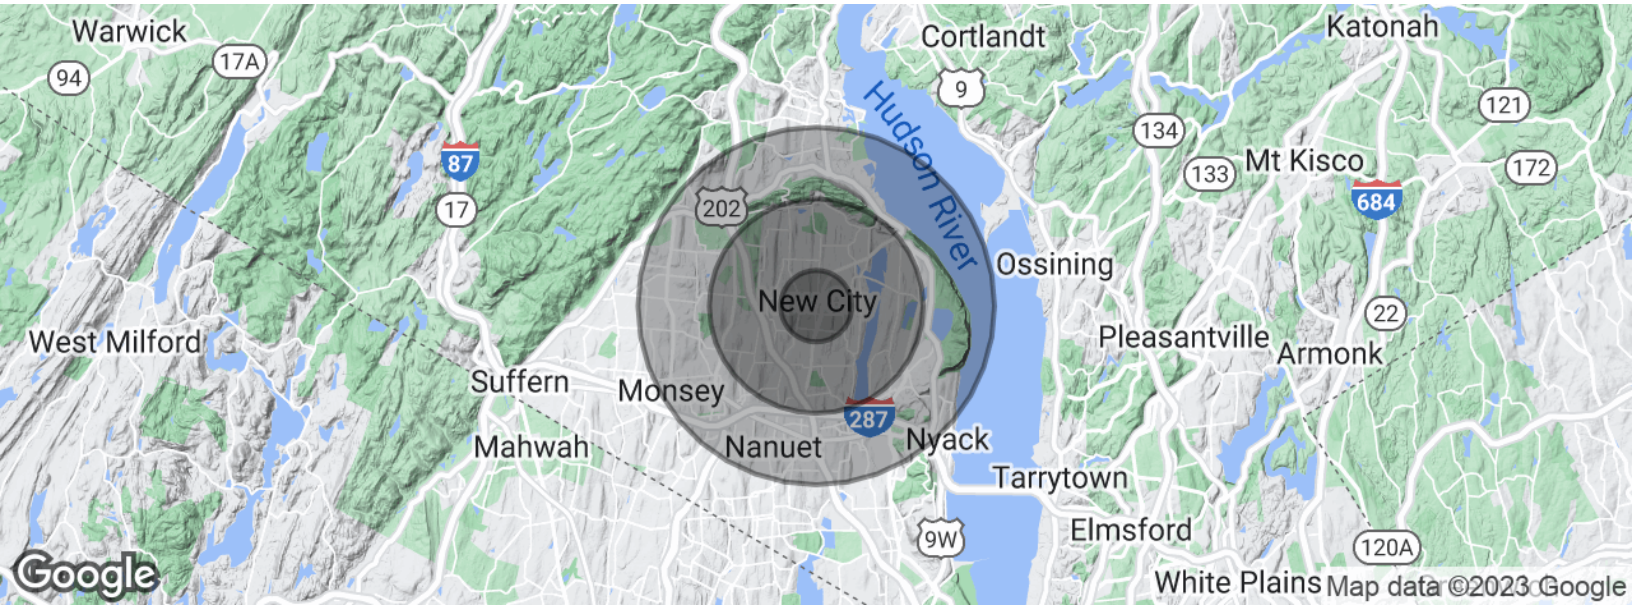 Warwick
17A
94
Cortlandt
9
Katonah
121
Hudson River
134
133
Mt Kisco
172
87
17
202
684
Ossining
New City
22
West Milford
Pleasantville
Armonk
Suffern
Monsey
287
Mahwah
Nanuet
Nyack
Tarrytown
9W
Elmsford
120A
Google
White Plains
Map data ©2023 Google